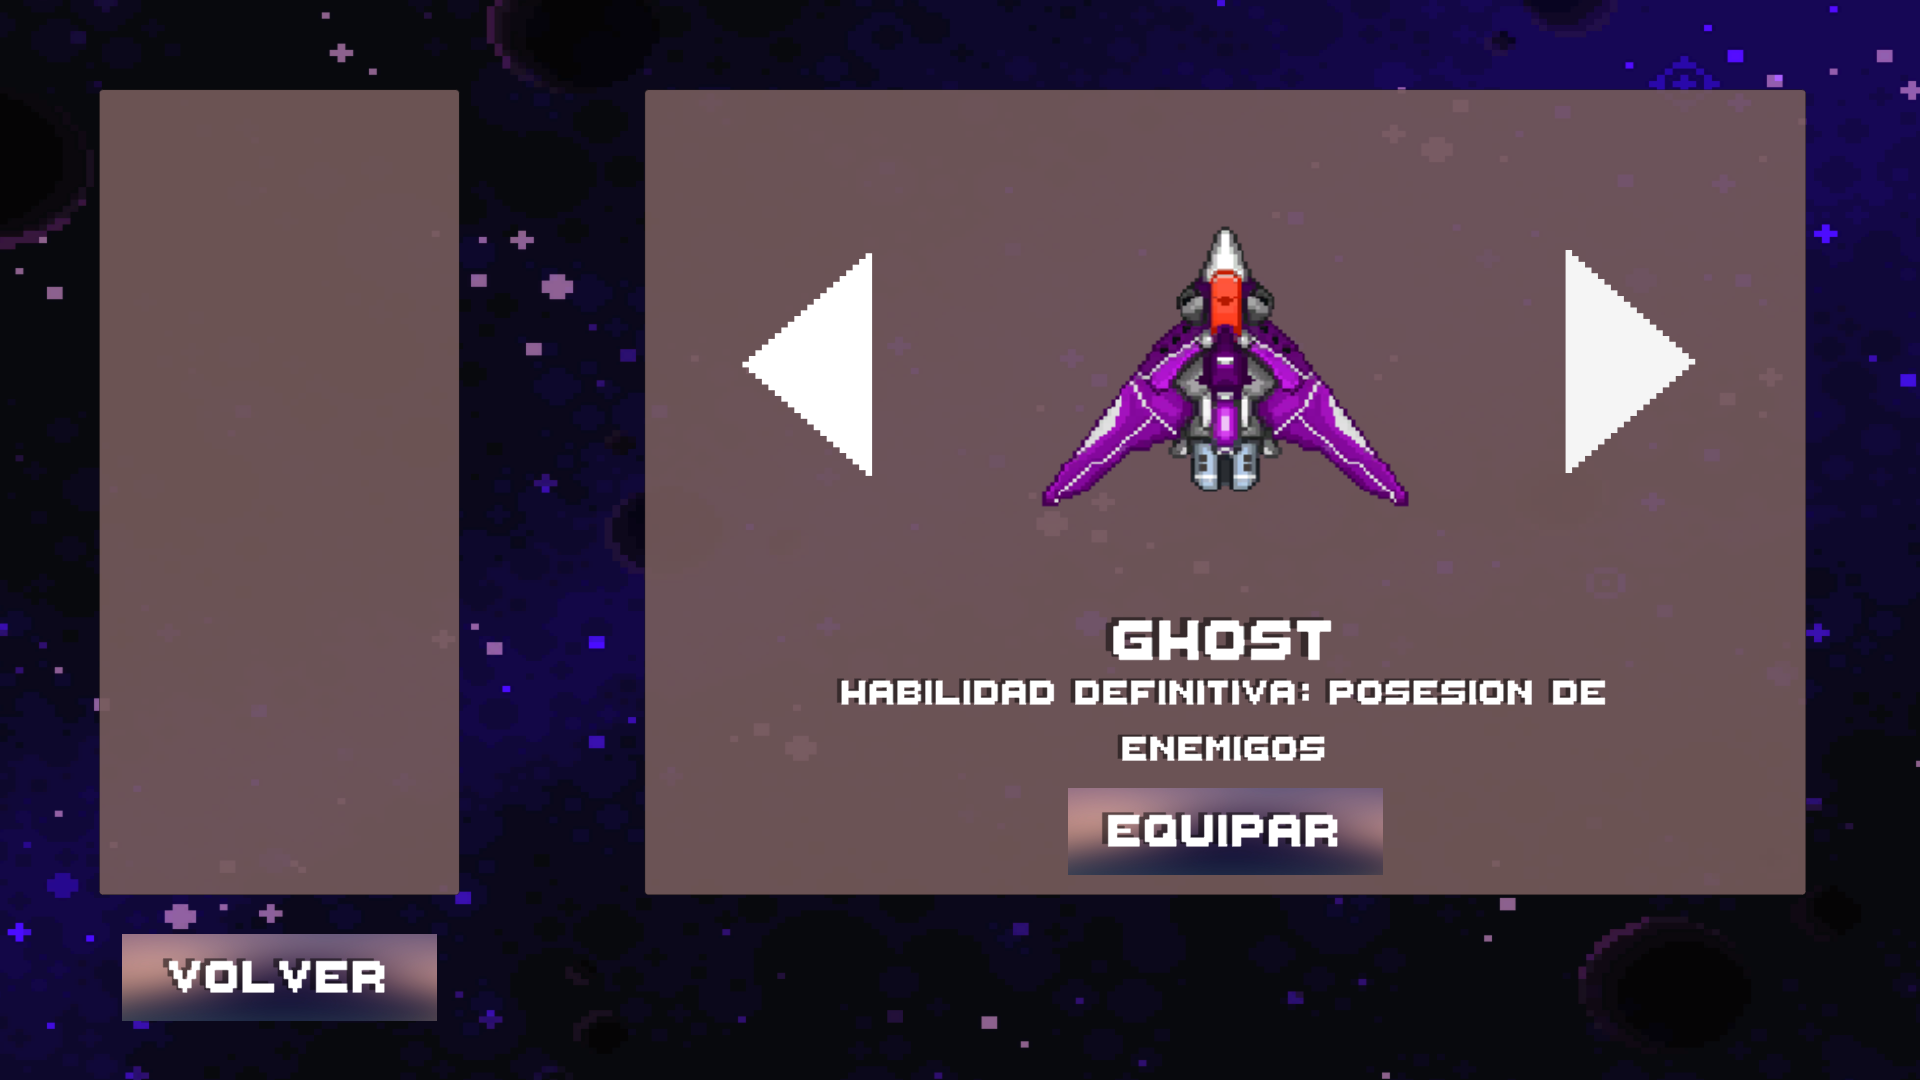 GHOST
HABILIDAD DEFINITIVA: POSESION DE
ENEMIGOS
EQUIPAR
VOLVER